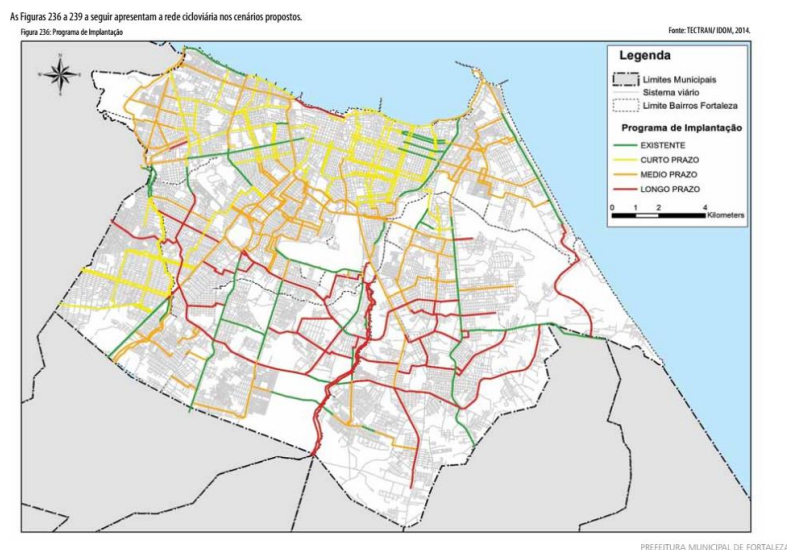 As Figuras 236 a 239 a seguir apresentam a rede cicloviária nos cenários propostos.
Figura 236: Programa de Implantação
Fonte: TECTRAN/ IDOM, 2014.
Legenda
Limites Municipais
Sistema viário
Limite Bairros Fortaleza
Programa de Implantação
EXISTENTE
CURTO PRAZO
MEDIO PRAZO
LONGO PRAZO
0 1 2 4
Kilometers
PREFEITURA MUNICIPAL DE FORTALEZA